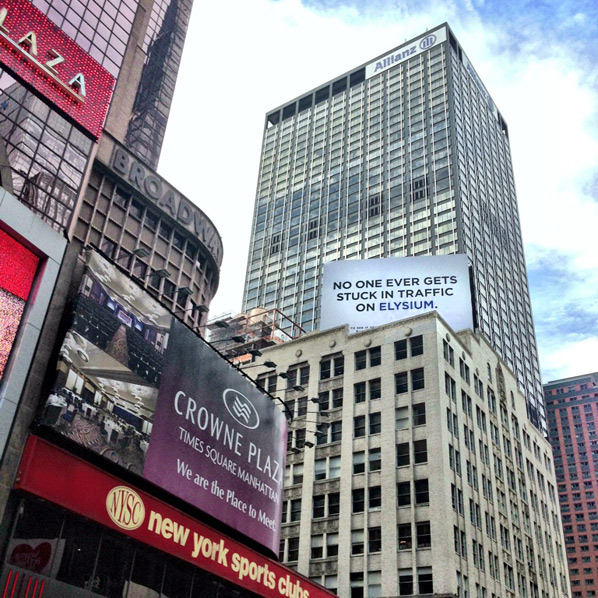 LAZA
BROADWAY
Allianz
NO ONE EVER GETS
STUCK IN TRAFFIC
ON ELYSIUM.
CROWNE PLAZA
TIMES SQUARE MANHATTAN
We are the Place to Meet
NYSC
new york sports clubs